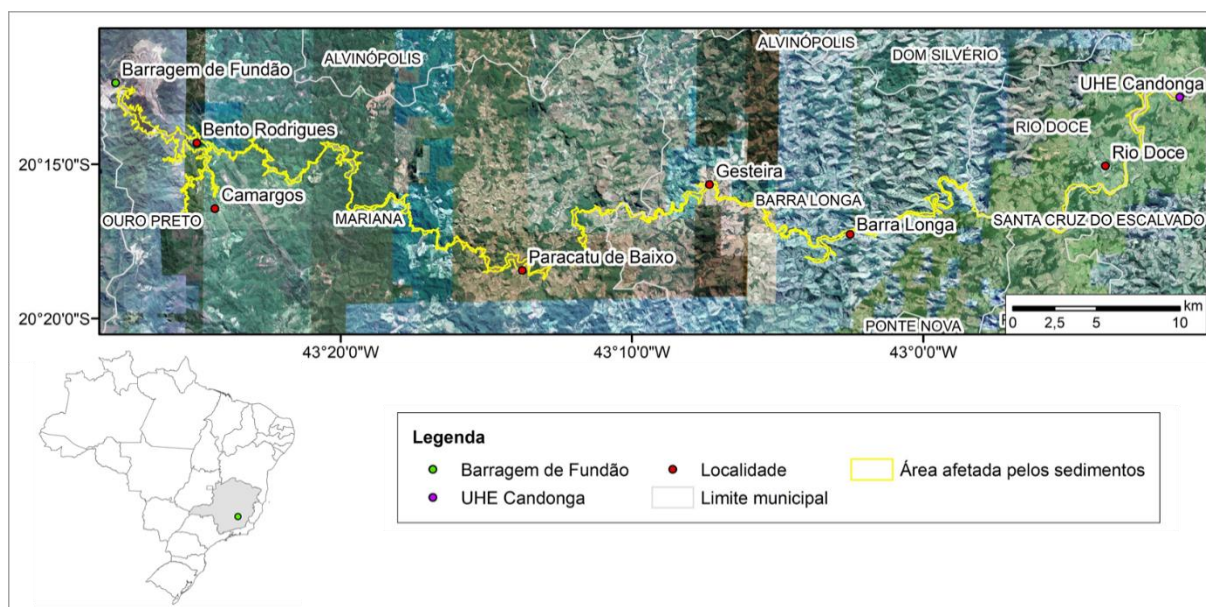 ALVINÓPOLIS
ALVINÓPOLIS
DOM SILVÉRIO
Barragem de Fundão
UHE Candonga
Bento Rodrigues
RIO DOCE
20°15'0"S
Rio Doce
Gesteira
Camargos
BARRA LONGA
OURO PRETO
MARIANA
Barra Longa
SANTA CRUZ DO ESCALVADO
Paracatu de Baixo
km
0 2,5 5 10
20°20'0"S
PONTE NOVA
43°20'0"W
43°10'0"W
43°0'0"W
Legenda
Barragem de Fundão
Localidade
Área afetada pelos sedimentos
UHE Candonga
Limite municipal